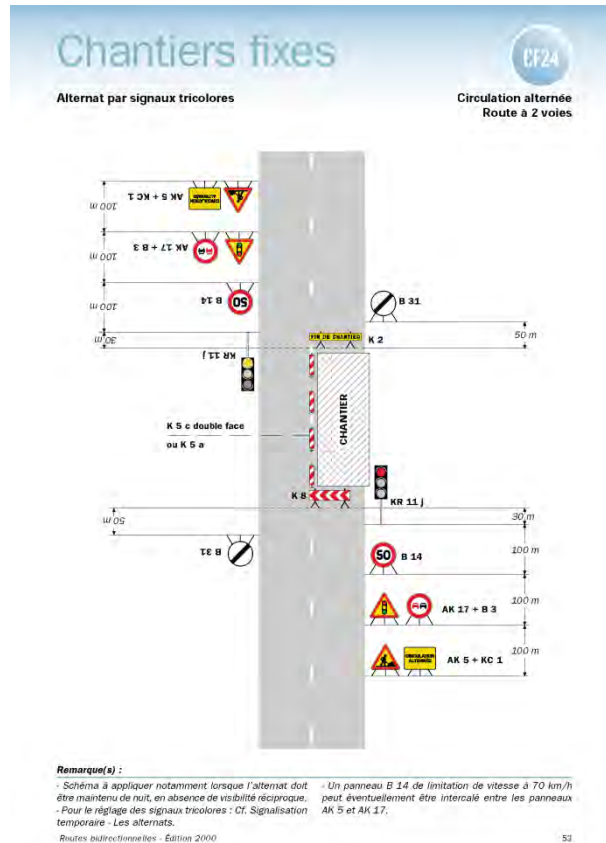 Chantiers fixes
CF24
Alternat par signaux tricolores
Circulation alternée
Route à 2 voies
AK 5 + KC 1
CIRCULATION
ALTERNÉE
100 m
AK 17 + B 3
100 m
B 14
50
100 m
30 m
KR 11 j
B 31
50 m
FIN DE CHANTIER
K 2
K 5 c double face
ou K 5 a
CHANTIER
K 8
KR 11 j
50 m
30 m
B 31
50
B 14
100 m
AK 17 + B 3
100 m
CIRCULATION
ALTERNÉE
AK 5 + KC 1
100 m
Remarque(s) :
- Schéma à appliquer notamment lorsque l'alternat doit
être maintenu de nuit, en absence de visibilité réciproque.
- Pour le réglage des signaux tricolores : Cf. Signalisation
temporaire - Les alternats.
- Un panneau B 14 de limitation de vitesse à 70 km/h
peut éventuellement être intercalé entre les panneaux
AK 5 et AK 17.
Routes bidirectionnelles - Édition 2000
53